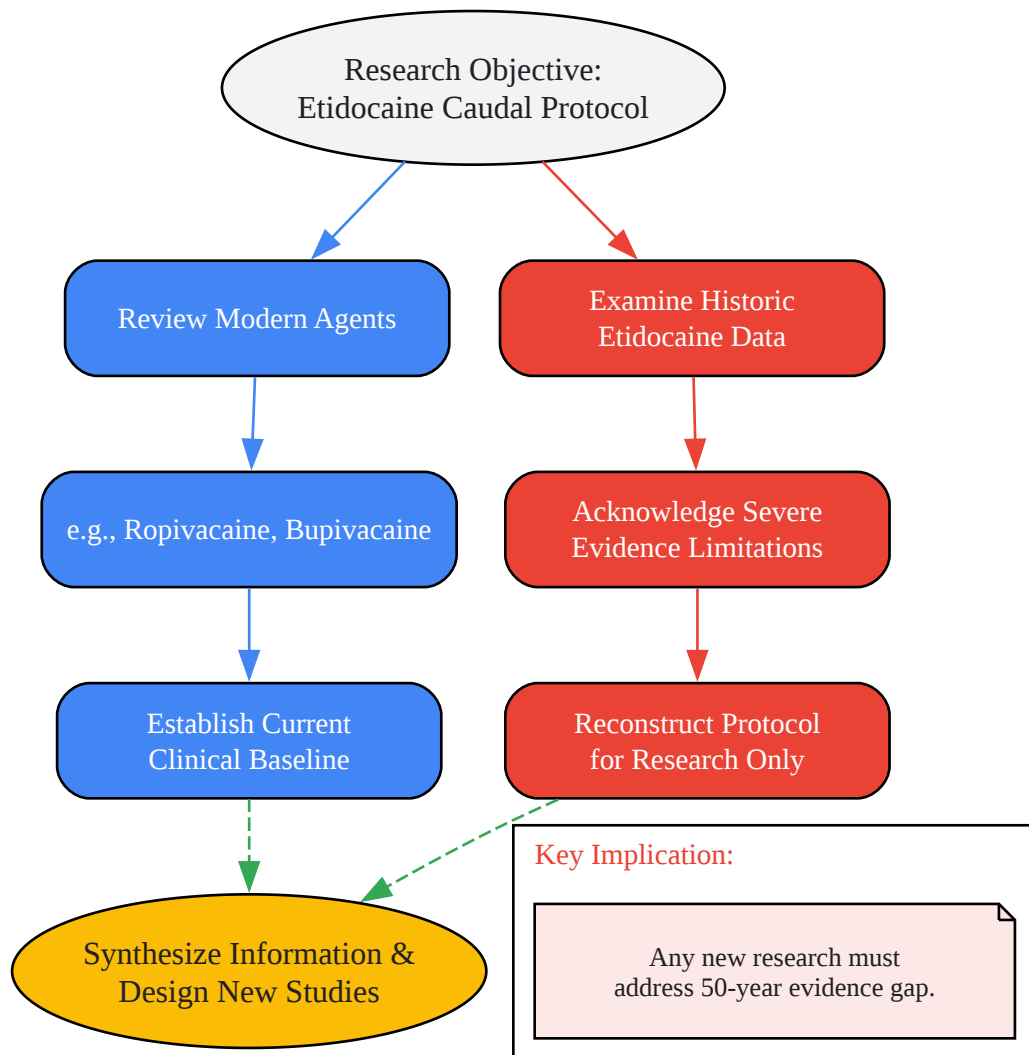 Research Objective:
Etidocaine Caudal Protocol
Review Modern Agents
Examine Historic
Etidocaine Data
e.g., Ropivacaine, Bupivacaine
Acknowledge Severe
Evidence Limitations
Establish Current
Clinical Baseline
Reconstruct Protocol
for Research Only
Synthesize Information &
Design New Studies
Key Implication:
Any new research must
address 50-year evidence gap.